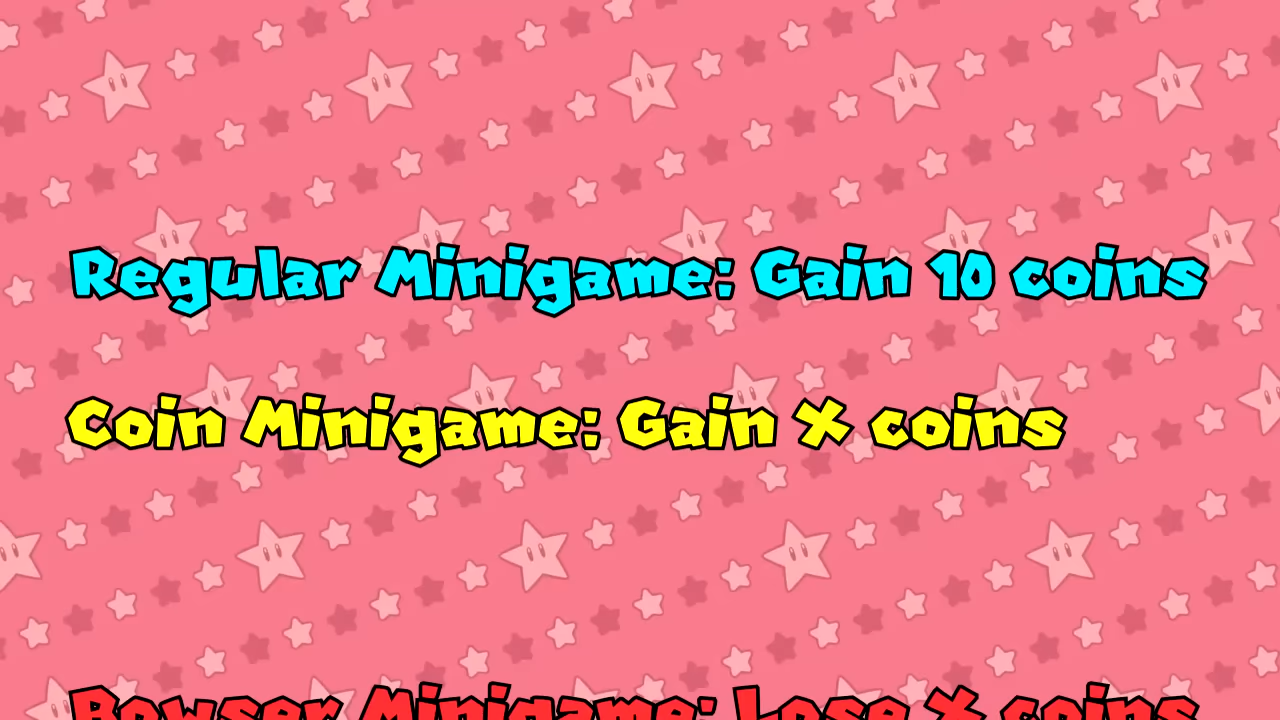 Regular Minigame: Gain 10 coins
Coin Minigame: Gain X coins
Bowser Minigame: Lose X coins